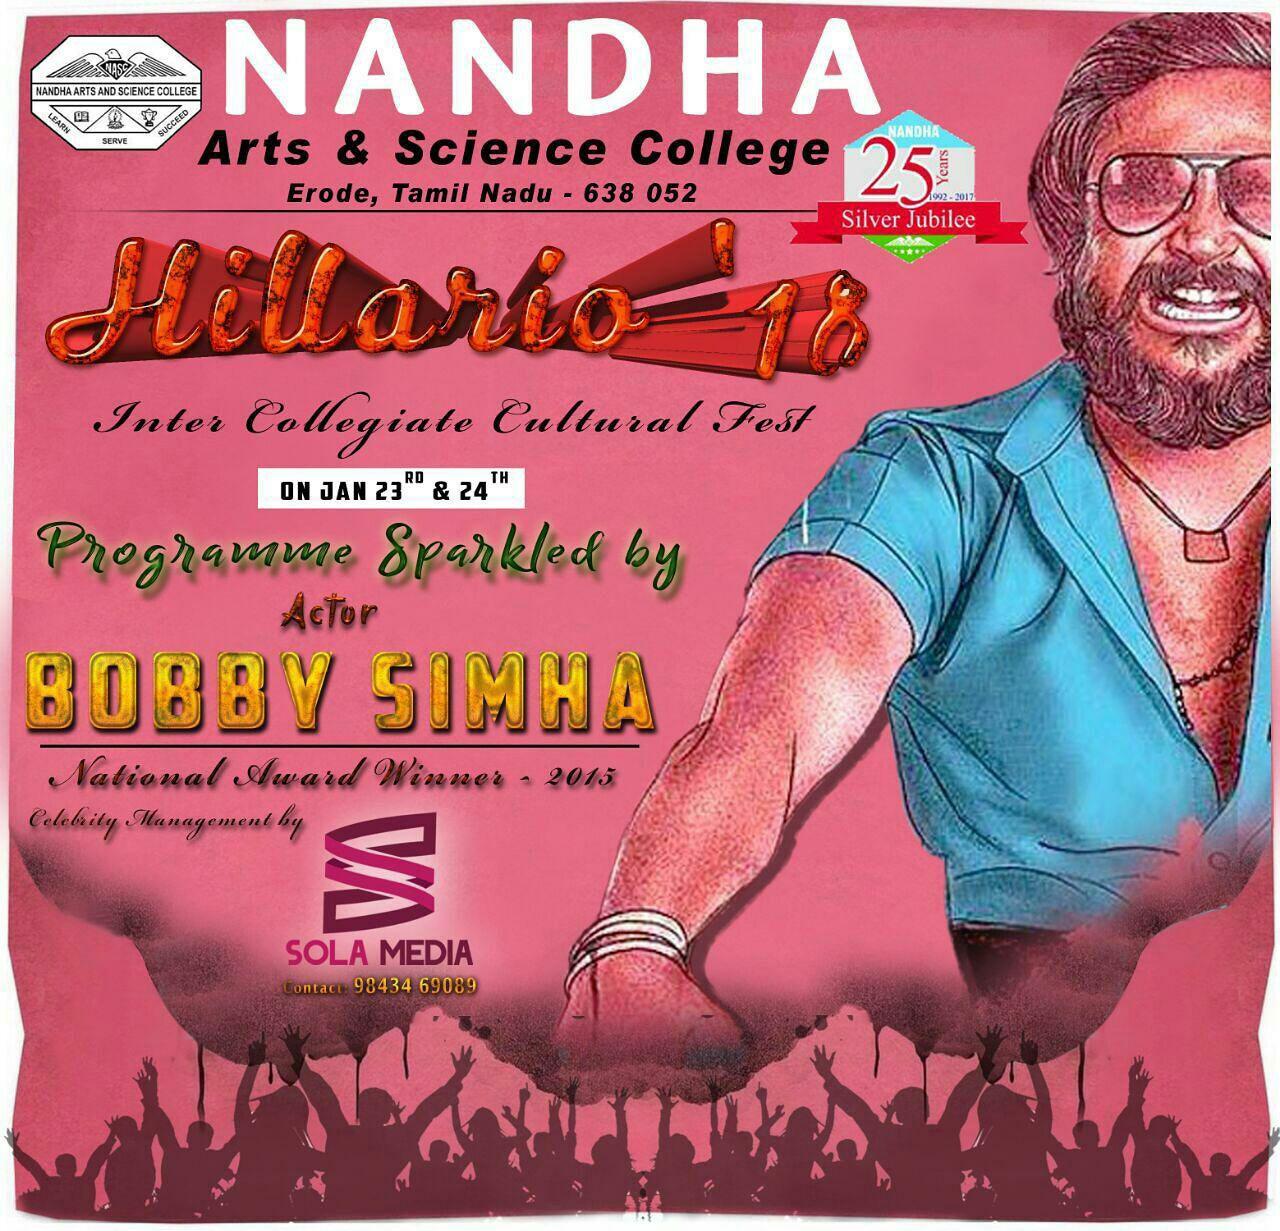 NASC
NANDHA ARTS AND SCIENCE COLLEGE
LEARN
SERVE
SUCCEED
NANDHA
Arts & Science College
Erode, Tamil Nadu - 638 052
NANDHA
25 Years
1992 - 2017
Silver Jubilee
Hillario '18
Inter Collegiate Cultural Fest
ON JAN 23RD & 24TH
Programme Sparkled by
Actor
BOBBY SIMHA
National Award Winner - 2015
Celebrity Management by
SOLA MEDIA
Contact: 98434 69089